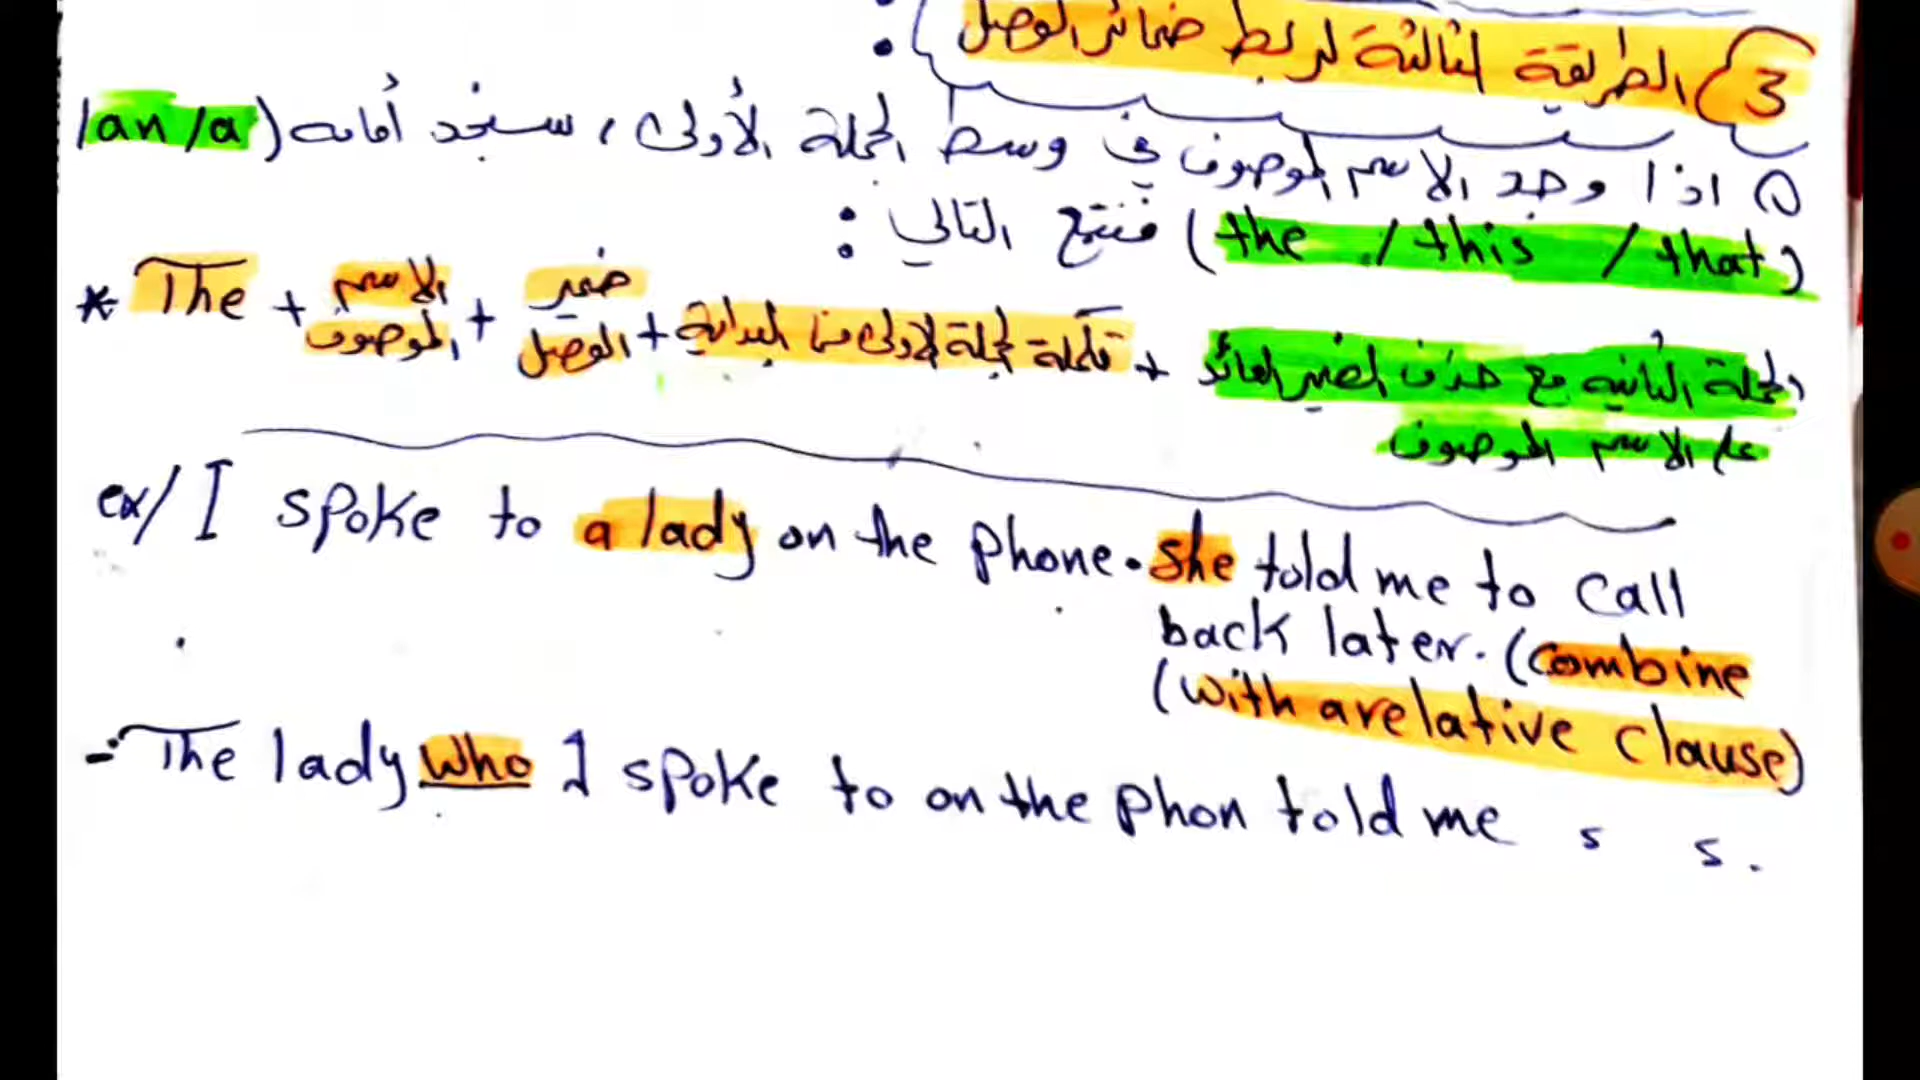 3) الطريقة الثالثة لربط ضمائر الوصل :
اذا وجد الاسم الموصوف في وسط الجملة الأولى ، سنجد أمامه (an /a /
the / this / that) فنتبع التالي :
* The + الاسم الموصوف + ضمير الوصل + تكملة الجملة الاولى من البداية + الجملة الثانية مع حذف الضمير العائد
على الاسم الموصوف
ex/ I spoke to a lady on the phone. she told me to call
back later. (combine
(with a relative clause)
- The lady who I spoke to on the phon told me s s .